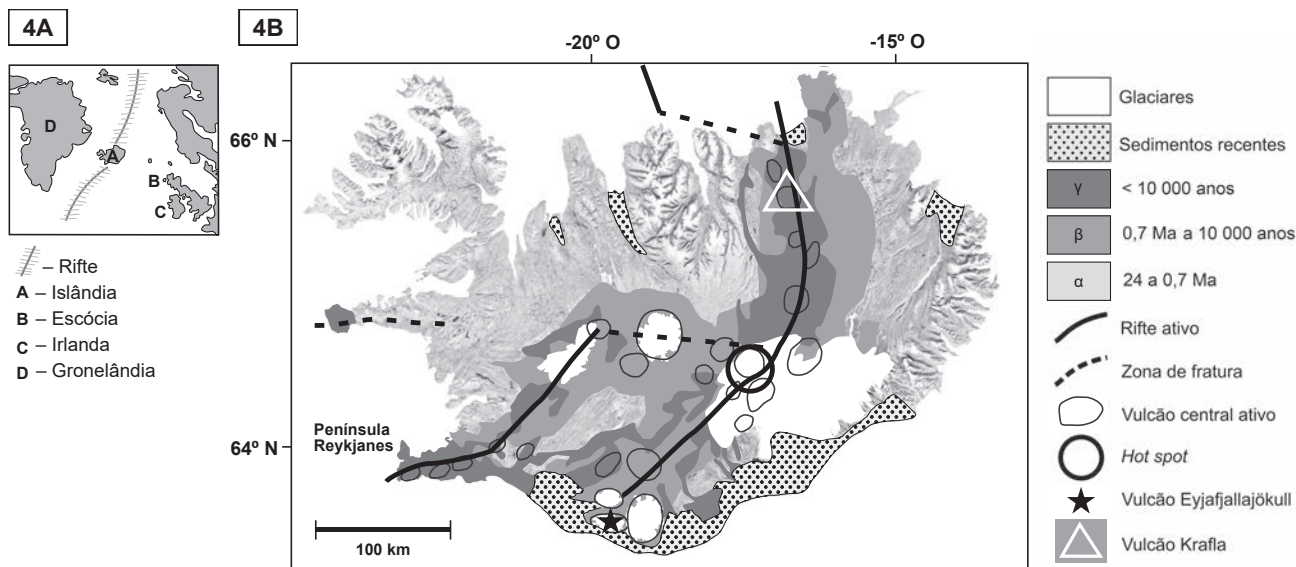 4A
D
A
B
C
– Rifte
A – Islândia
B – Escócia
C – Irlanda
D – Gronelândia
4B
-20º O
-15º O
66º N
64º N
Península
Reykjanes
100 km
Glaciares
Sedimentos recentes
γ < 10 000 anos
β 0,7 Ma a 10 000 anos
α 24 a 0,7 Ma
Rifte ativo
Zona de fratura
Vulcão central ativo
Hot spot
Vulcão Eyjafjallajökull
Vulcão Krafla